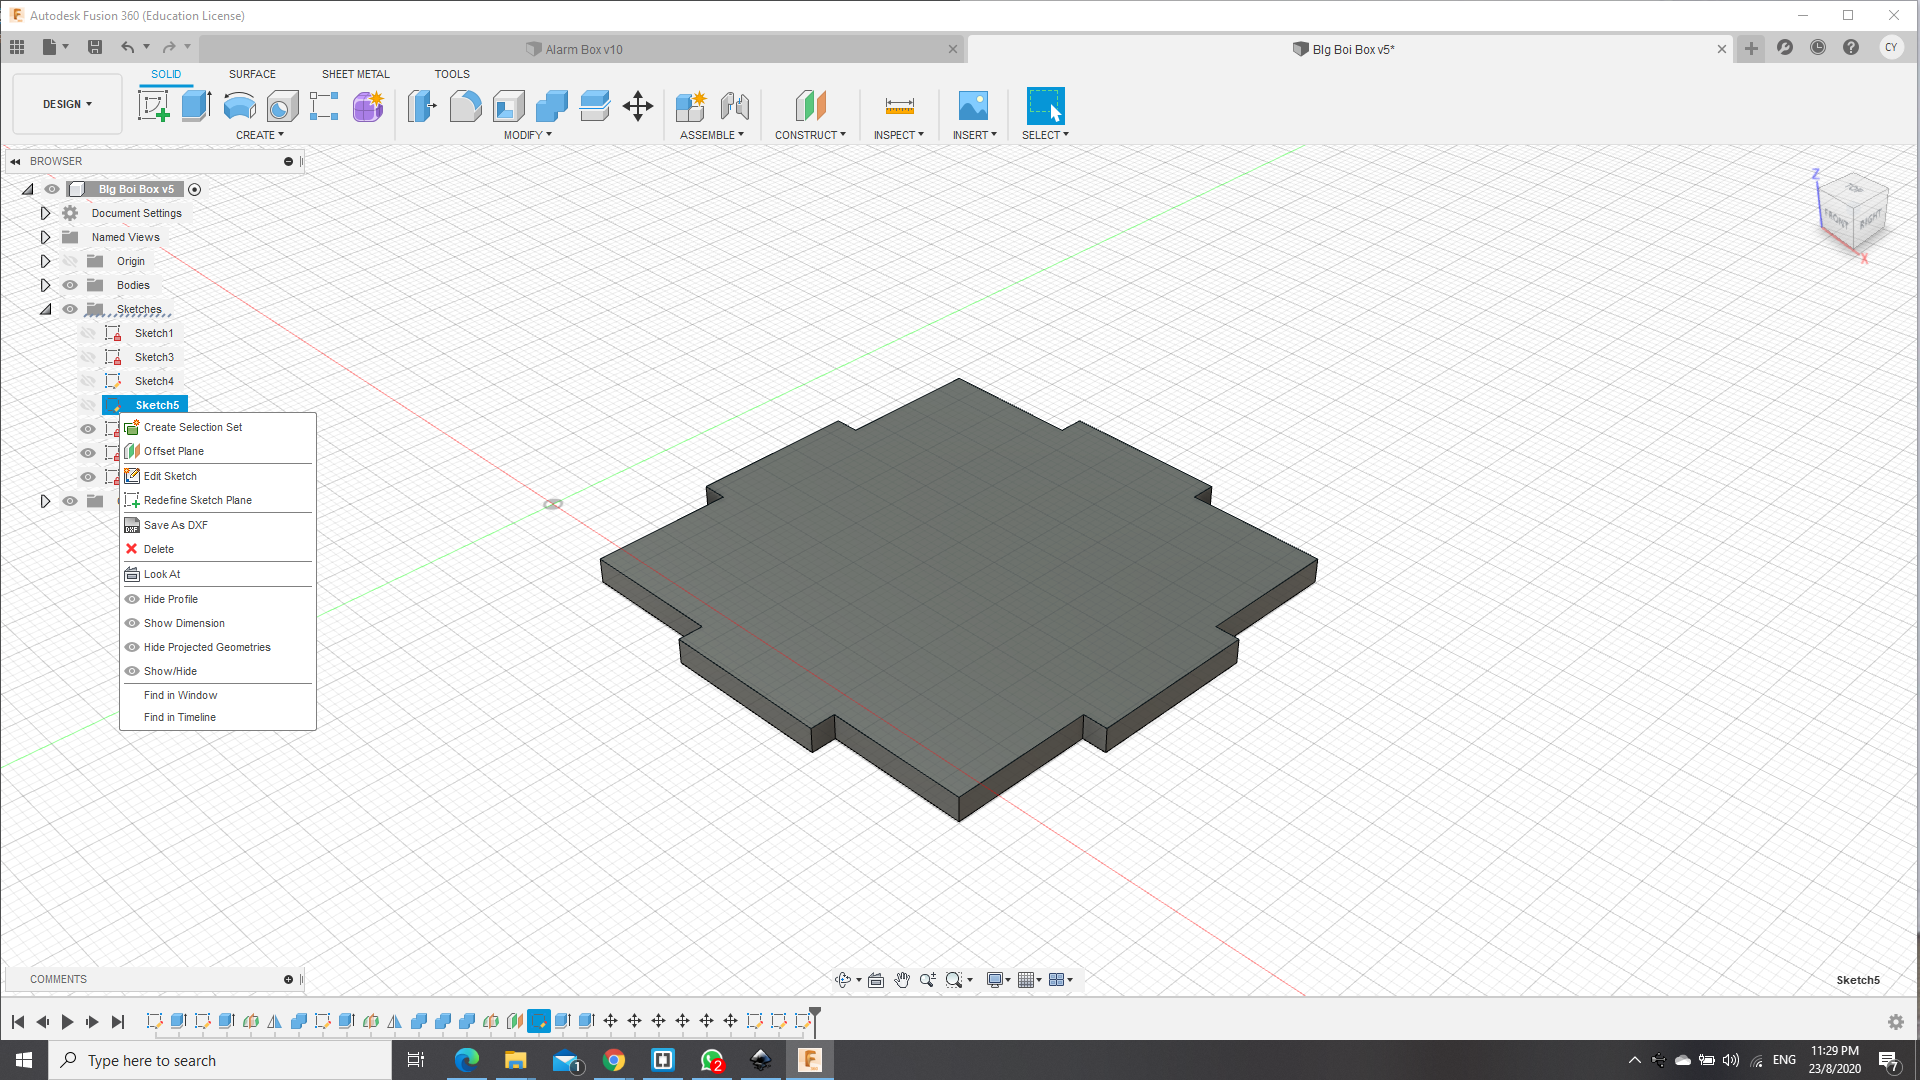 Autodesk Fusion 360 (Education License)
Alarm Box v10
BIg Boi Box v5*
CY
DESIGN
SOLID
SURFACE
SHEET METAL
TOOLS
CREATE
MODIFY
ASSEMBLE
CONSTRUCT
INSPECT
INSERT
SELECT
BROWSER
BIg Boi Box v5
Document Settings
Named Views
Origin
Bodies
Sketches
Sketch1
Sketch3
Sketch4
Sketch5
Create Selection Set
Offset Plane
Edit Sketch
Redefine Sketch Plane
DXF
Save As DXF
Delete
Look At
Hide Profile
Show Dimension
Hide Projected Geometries
Show/Hide
Find in Window
Find in Timeline
Z
TOP
FRONT
RIGHT
X
COMMENTS
Sketch5
Type here to search
1
2
ENG
11:29 PM
23/8/2020
7